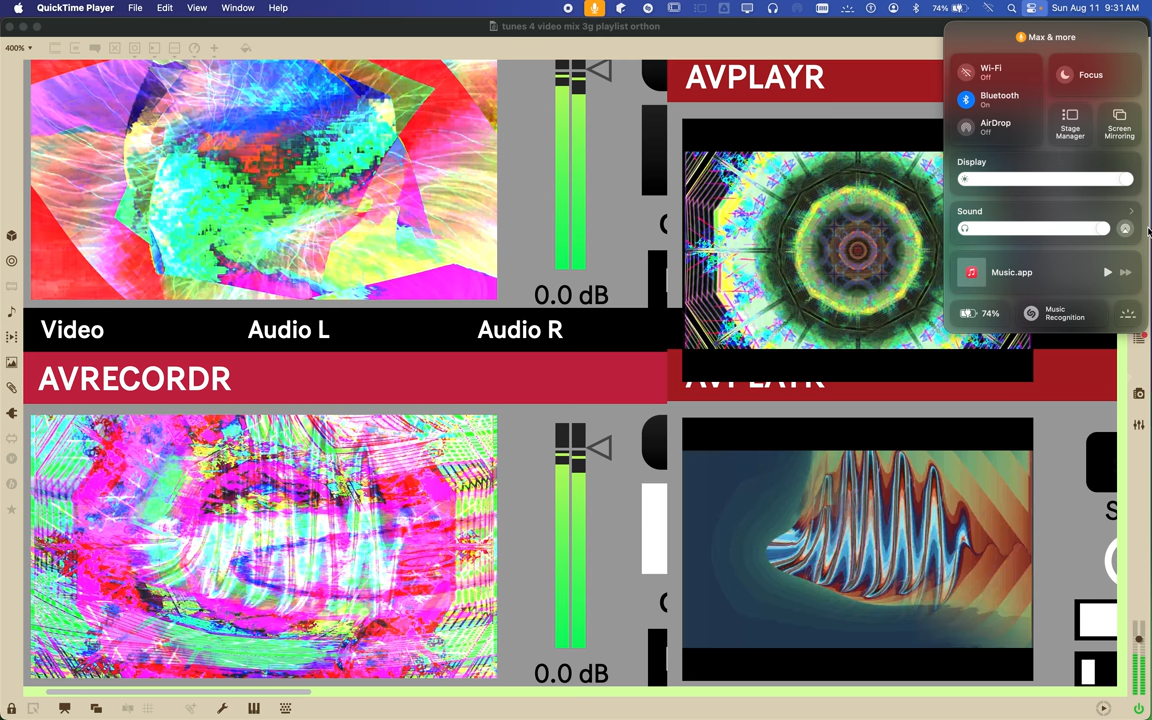 QuickTime Player File Edit View Window Help 74% Sun Aug 11 9:31 AM
tunes 4 video mix 3g playlist orthon
400%
Max & more
Wi-Fi
Off
Focus
Bluetooth
On
AirDrop
Off
Stage
Manager
Screen
Mirroring
Display
Sound
Music.app
74%
Music
Recognition
AVPLAYR
0.0 dB
Video Audio L Audio R
AVRECORDR
AVPLAYR
0.0 dB